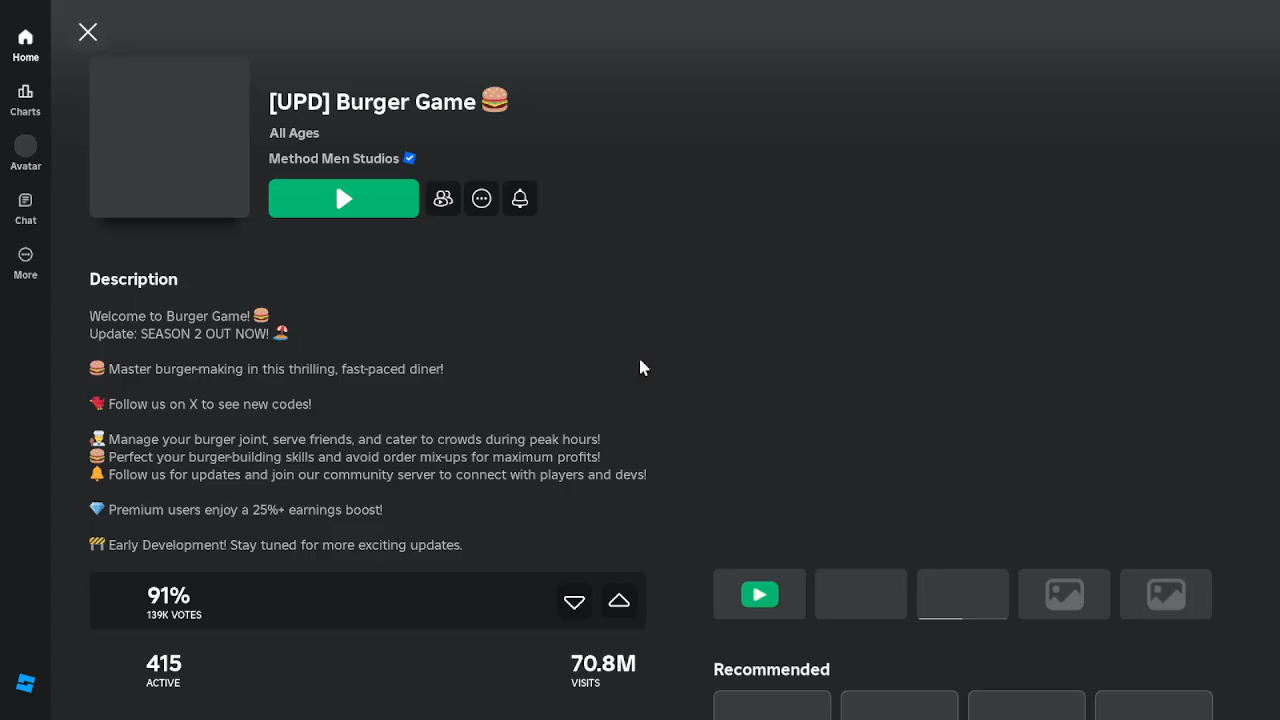 Home
Charts
Avatar
Chat
More
[UPD] Burger Game 🍔
All Ages
Method Men Studios
Description
Welcome to Burger Game! 🍔
Update: SEASON 2 OUT NOW! 🏖️
🍔 Master burger-making in this thrilling, fast-paced diner!
🐦 Follow us on X to see new codes!
🧑‍🍳 Manage your burger joint, serve friends, and cater to crowds during peak hours!
🍔 Perfect your burger-building skills and avoid order mix-ups for maximum profits!
🔔 Follow us for updates and join our community server to connect with players and devs!
💎 Premium users enjoy a 25%+ earnings boost!
🚧 Early Development! Stay tuned for more exciting updates.
91%
139K VOTES
415
ACTIVE
70.8M
VISITS
Recommended